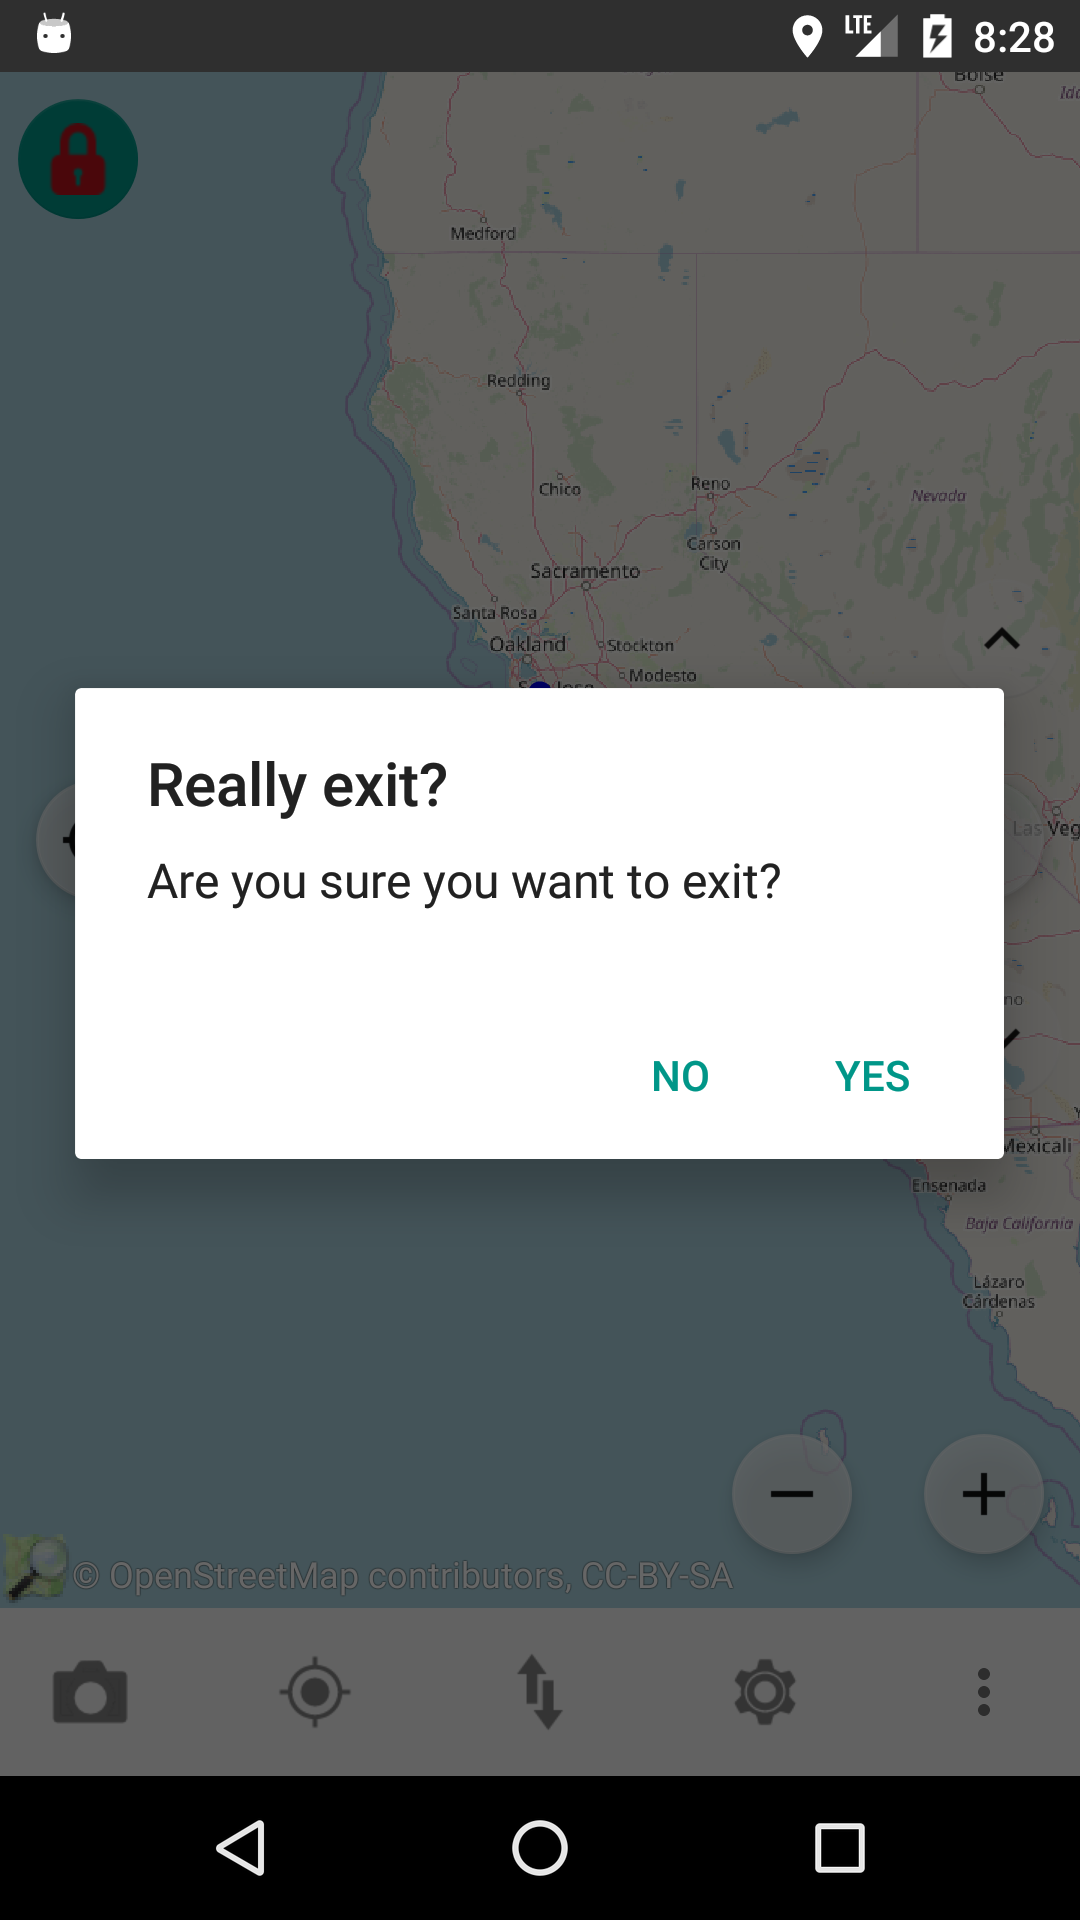 LTE 8:28
Boise
Medford
Redding
Chico
Reno
Nevada
Carson
City
Sacramento
Santa Rosa
Oakland
Stockton
Modesto
Really exit?
Las Veg
Are you sure you want to exit?
no
NO YES
Mexicali
Ensenada
Baja California
Lázaro
Cárdenas
© OpenStreetMap contributors, CC-BY-SA